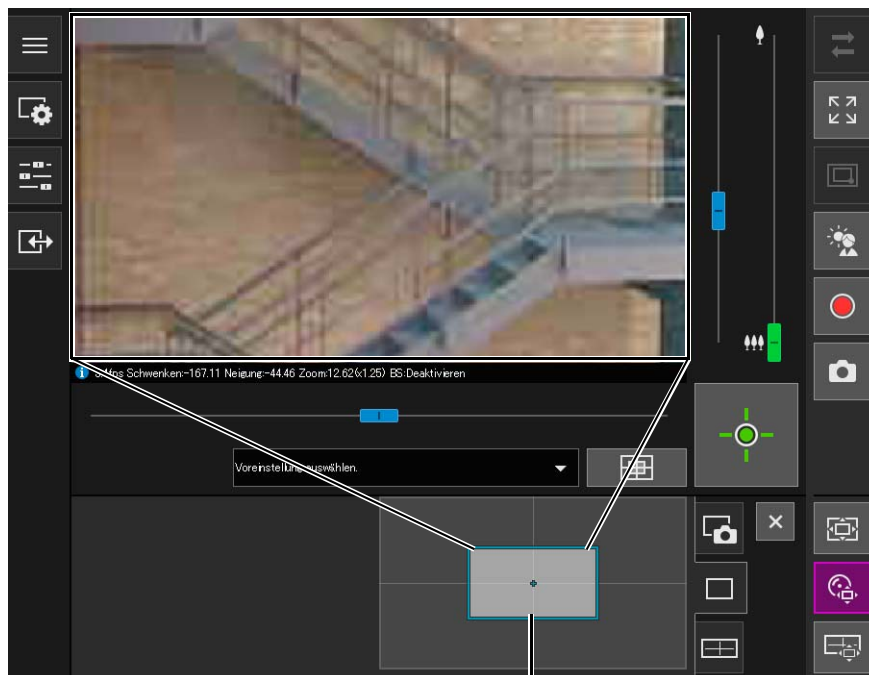 Schwenken:-167.11 Neigung:-44.46 Zoom:12.62(x1.25) BS:Deaktivieren
Voreinstellung auswählen.